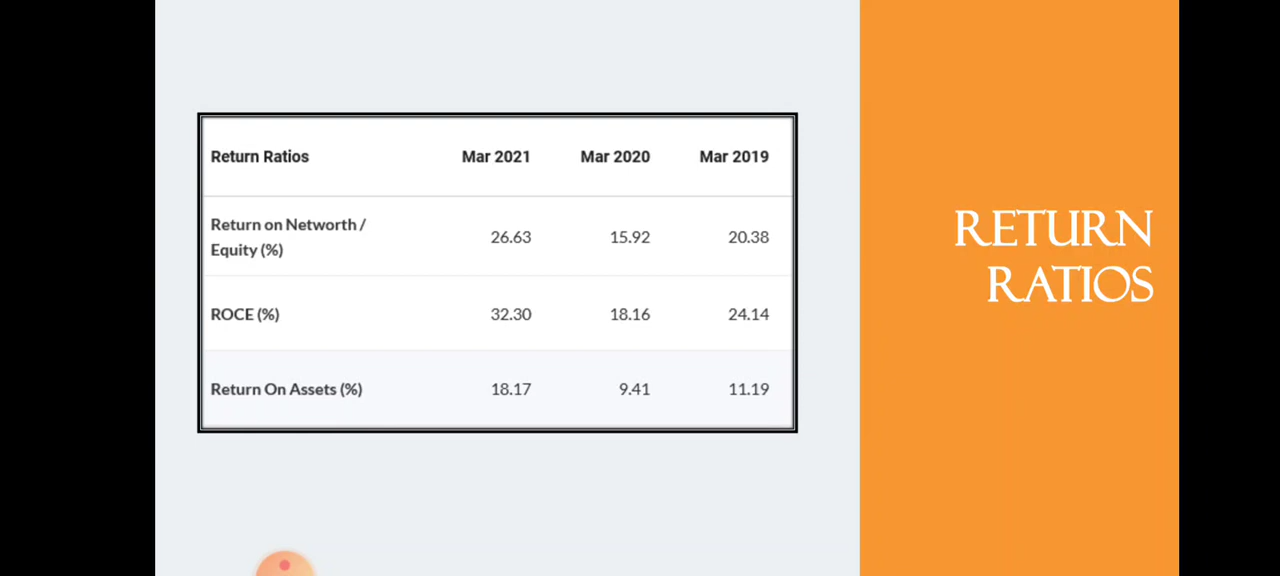 Return Ratios Mar 2021 Mar 2020 Mar 2019
Return on Networth /
Equity (%) 26.63 15.92 20.38
ROCE (%) 32.30 18.16 24.14
Return On Assets (%) 18.17 9.41 11.19
RETURN
RATIOS